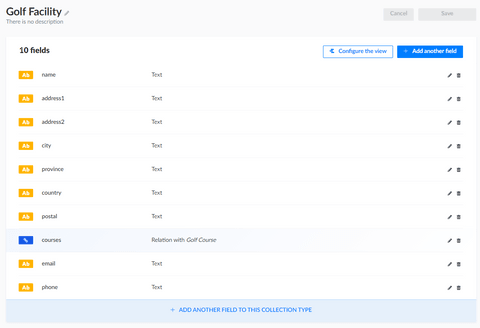 Golf Facility
There is no description
Cancel
Save
10 fields
Configure the view
+ Add another field
Ab name Text
Ab address1 Text
Ab address2 Text
Ab city Text
Ab province Text
Ab country Text
Ab postal Text
courses Relation with Golf Course
Ab email Text
Ab phone Text
+ ADD ANOTHER FIELD TO THIS COLLECTION TYPE